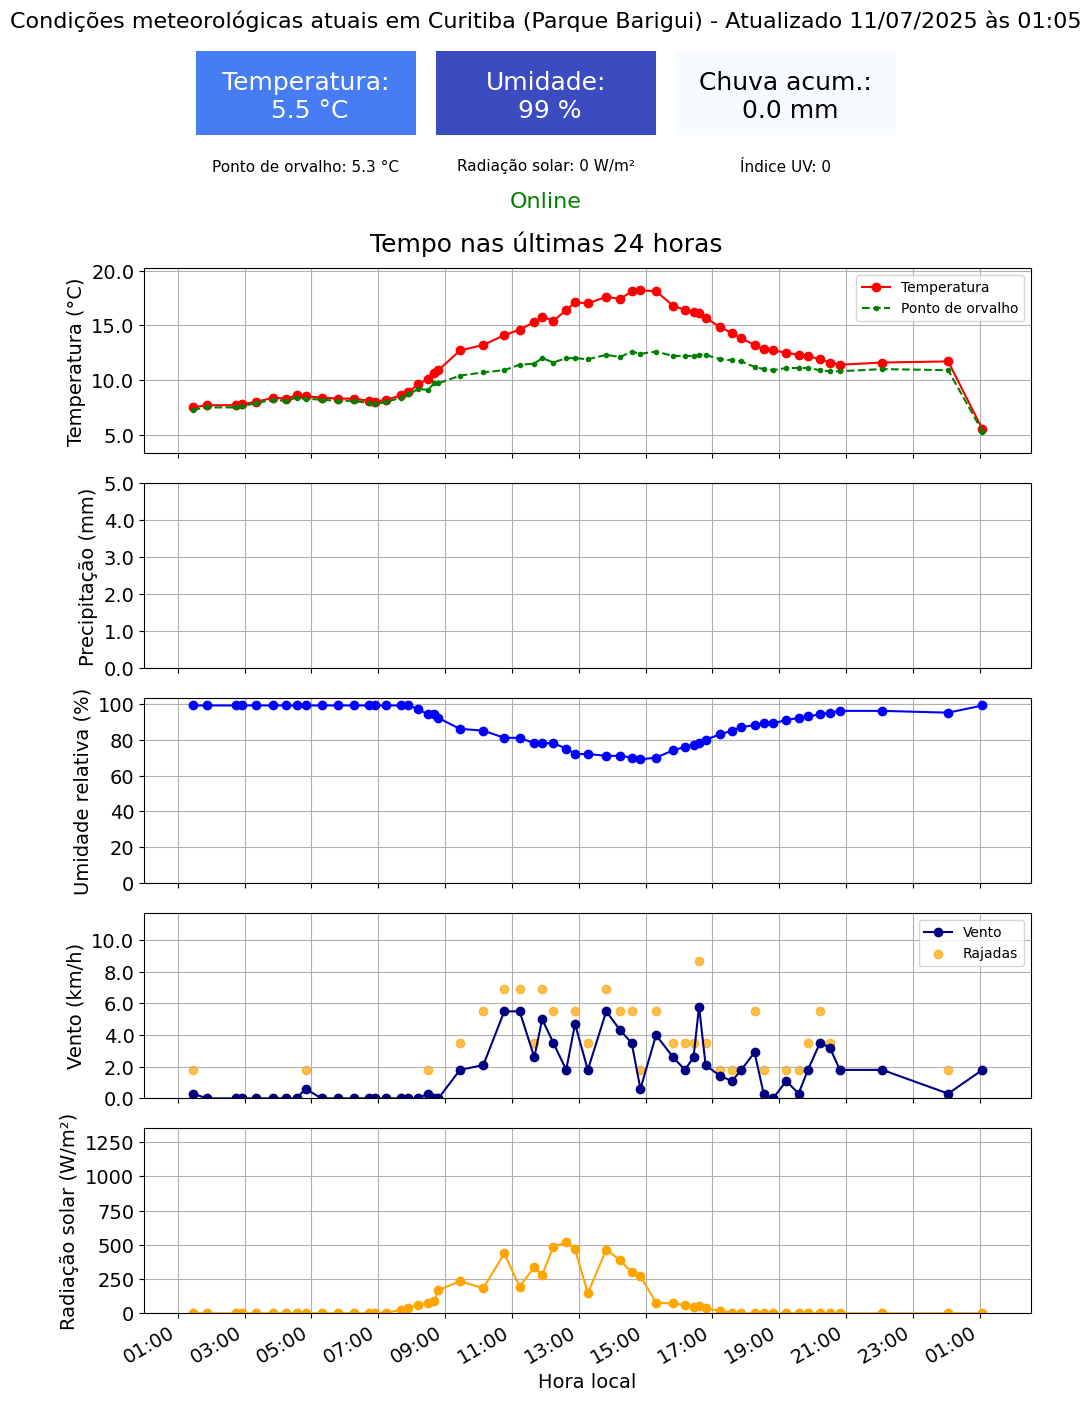 Condições meteorológicas atuais em Curitiba (Parque Barigui) - Atualizado 11/07/2025 às 01:05
Temperatura:
5.5 °C
Umidade:
99 %
Chuva acum.:
0.0 mm
Ponto de orvalho: 5.3 °C
Radiação solar: 0 W/m²
Índice UV: 0
Online
Tempo nas últimas 24 horas
Temperatura (°C)
20.0
15.0
10.0
5.0
Temperatura
Ponto de orvalho
Precipitação (mm)
5.0
4.0
3.0
2.0
1.0
0.0
Umidade relativa (%)
100
80
60
40
20
0
Vento (km/h)
10.0
8.0
6.0
4.0
2.0
0.0
Vento
Rajadas
Radiação solar (W/m²)
1250
1000
750
500
250
0
01:00
03:00
05:00
07:00
09:00
11:00
13:00
15:00
17:00
19:00
21:00
23:00
01:00
Hora local